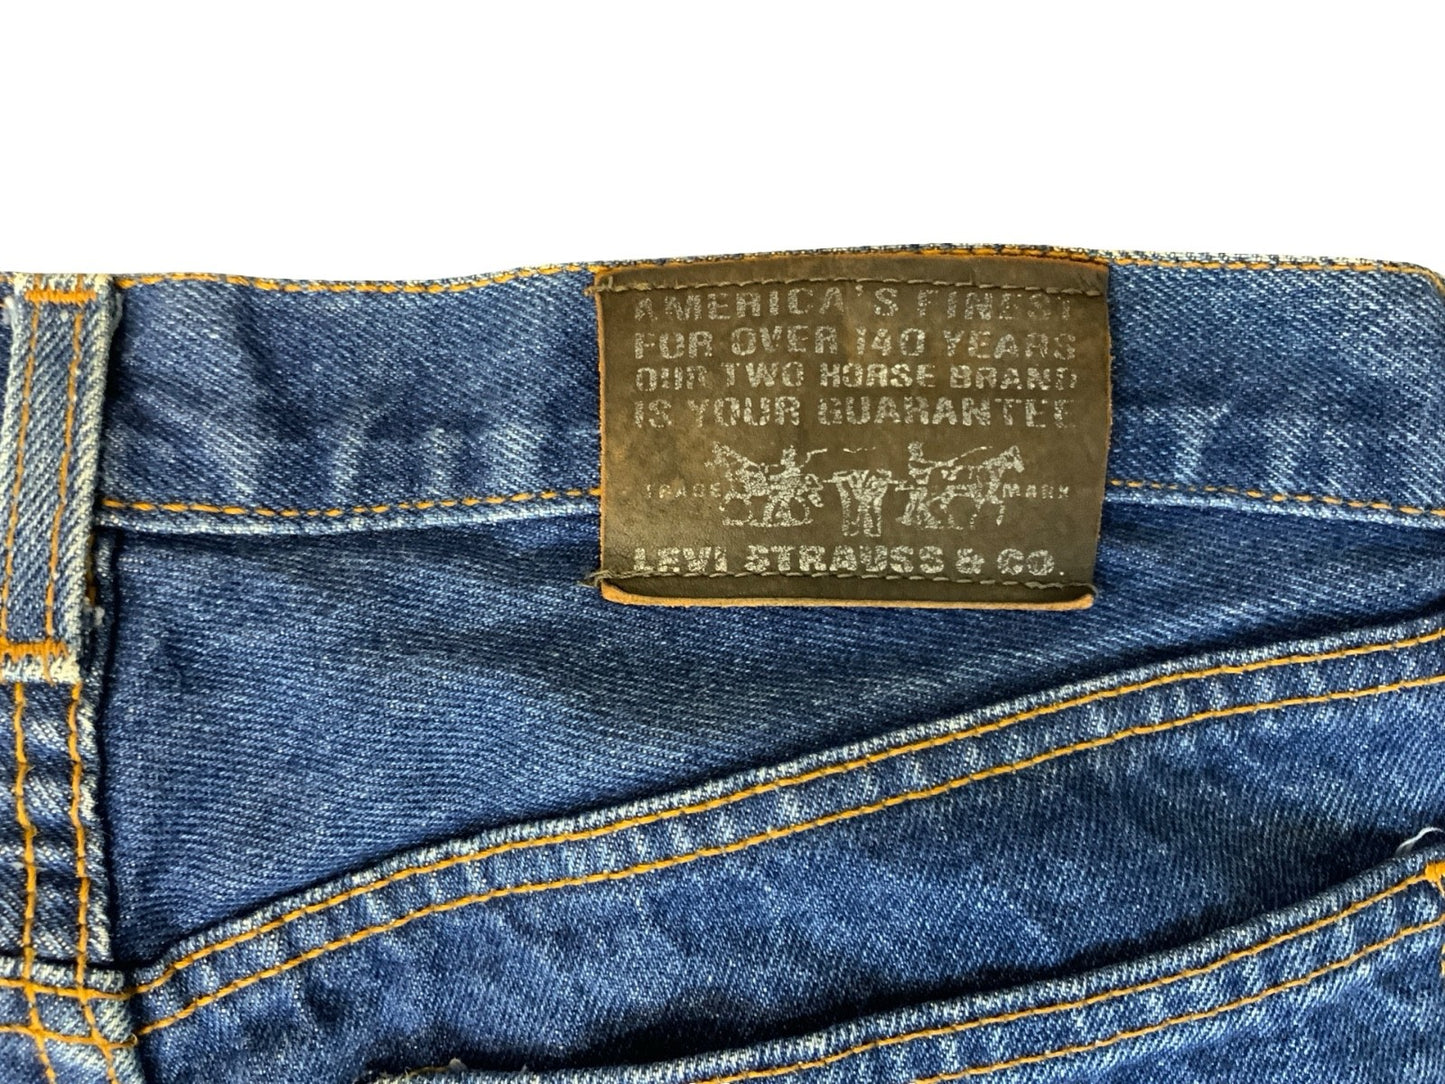 AMERICA'S FINEST
FOR OVER 140 YEARS
OUR TWO HORSE BRAND
IS YOUR GUARANTEE
TRADE MARK
LEVI STRAUSS & CO.